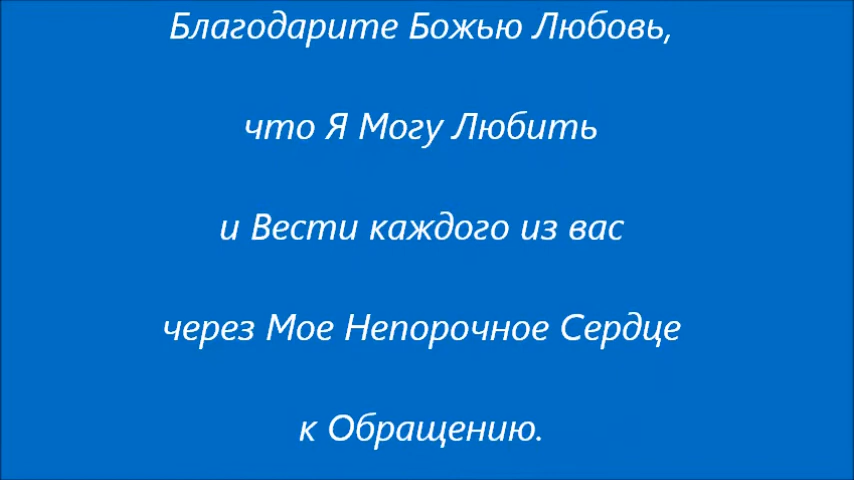 Благодарите Божью Любовь,
что Я Могу Любить
и Вести каждого из вас
через Мое Непорочное Сердце
к Обращению.